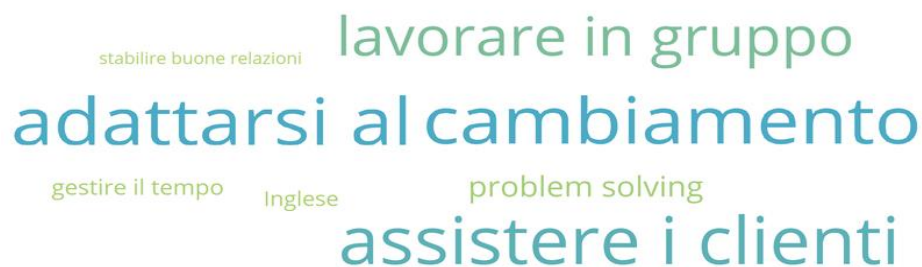 lavorare in gruppo
stabilire buone relazioni
adattarsi al cambiamento
gestire il tempo
problem solving
Inglese
assistere i clienti